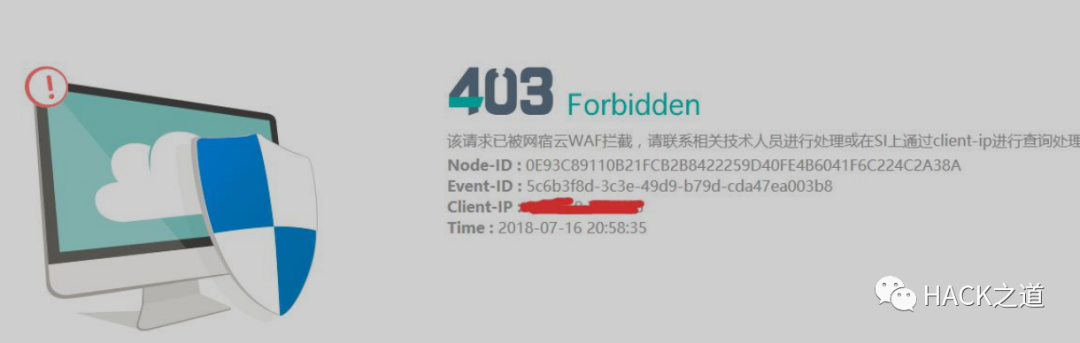 403 Forbidden
该请求已被网宿云WAF拦截，请联系相关技术人员进行处理或在SI上通过client-ip进行查询处理
Node-ID : 0E93C89110B21FCB2B8422259D40FE4B6041F6C224C2A38A
Event-ID : 5c6b3f8d-3c3e-49d9-b79d-cda47ea003b8
Client-IP :
Time : 2018-07-16 20:58:35
HACK之道